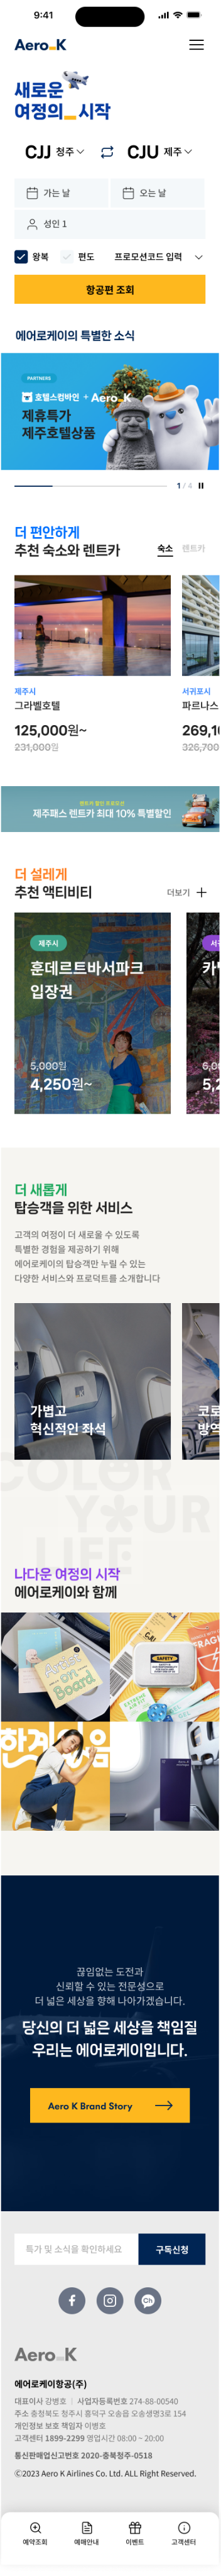 9:41
Aero_K
새로운
여정의_시작
CJJ 청주 CJU 제주
가는 날 오는 날
성인 1
왕복 편도 프로모션코드 입력
항공편 조회
에어로케이의 특별한 소식
PARTNERS
호텔스컴바인 + Aero_K
제휴특가
제주호텔상품
1 / 4
더 편안하게
추천 숙소와 렌트카 숙소 렌트카
제주시 서귀포시
그라벨호텔 파르나스
125,000원~ 269,10
231,000원 326,700
렌터카 할인 프로모션
제주패스 렌트카 최대 10% 특별할인
더 설레게
추천 액티비티 더보기
제주시
훈데르트바서파크
입장권
5,000원
4,250원~
더 새롭게
탑승객을 위한 서비스
고객의 여정이 더 새로울 수 있도록
특별한 경험을 제공하기 위해
에어로케이의 탑승객만 누릴 수 있는
다양한 서비스와 프로덕트를 소개합니다
가볍고 코로
혁신적인 좌석 방역
COLOR
YOUR
LIFE
나다운 여정의 시작
에어로케이와 함께
on Board.
SAFETY
FRAGILE
끊임없는 도전과
신뢰할 수 있는 전문성으로
더 넓은 세상을 향해 나아가겠습니다.
당신의 더 넓은 세상을 책임질
우리는 에어로케이입니다.
Aero K Brand Story
특가 및 소식을 확인하세요 구독신청
Ch
Aero_K
에어로케이항공(주)
대표이사 강병호 | 사업자등록번호 274-88-00540
주소 충청북도 청주시 흥덕구 오송읍 오송생명3로 154
개인정보 보호 책임자 이병호
고객센터 1899-2299 영업시간 08:00 ~ 20:00
통신판매업신고번호 2020-충북청주-0518
©2023 Aero K Airlines Co. Ltd. ALL Right Reserved.
예약조회 예매안내 이벤트 고객센터